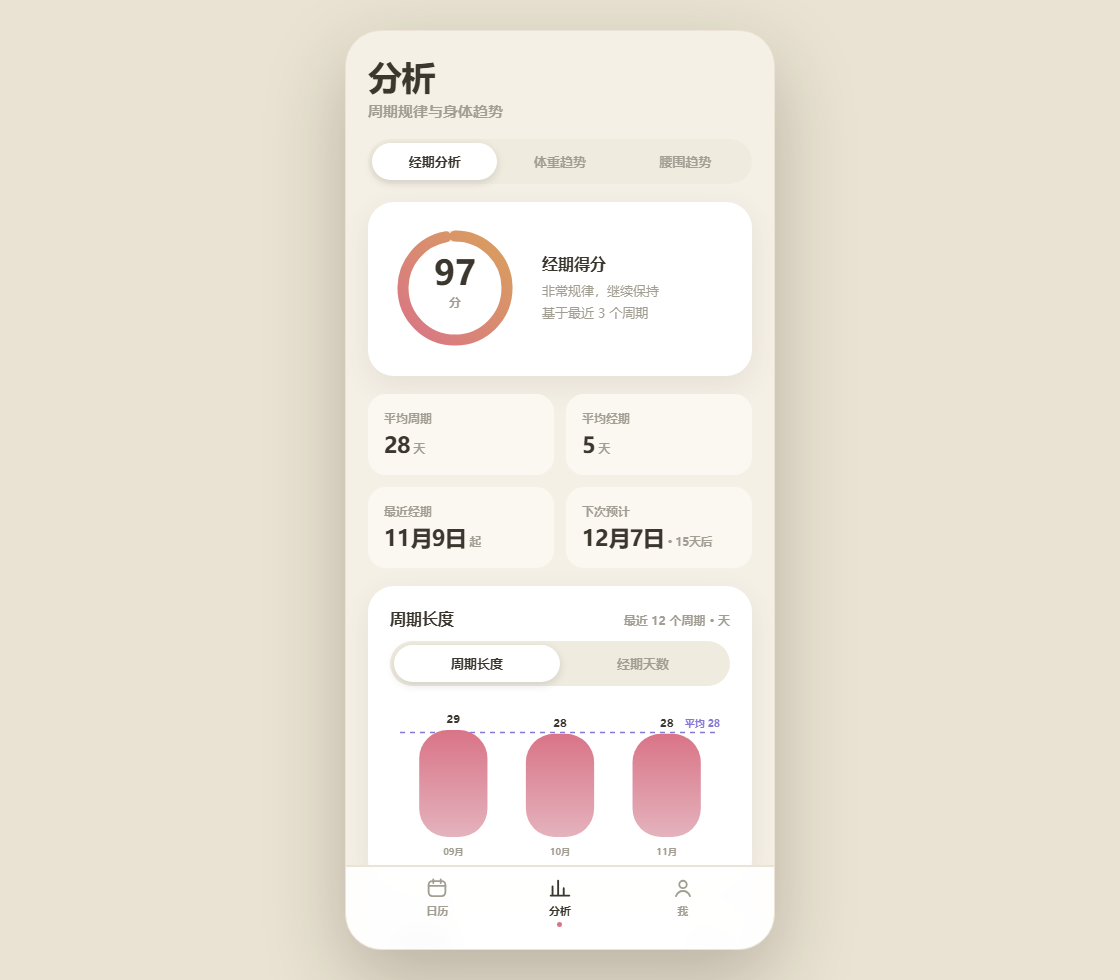 分析
周期规律与身体趋势
经期分析 体重趋势 腰围趋势
97
分
经期得分
非常规律，继续保持
基于最近 3 个周期
平均周期
28 天
平均经期
5 天
最近经期
11月9日 起
下次预计
12月7日 • 15天后
周期长度 最近 12 个周期 • 天
周期长度 经期天数
29 28 28 平均 28
09月 10月 11月
日历 分析 我